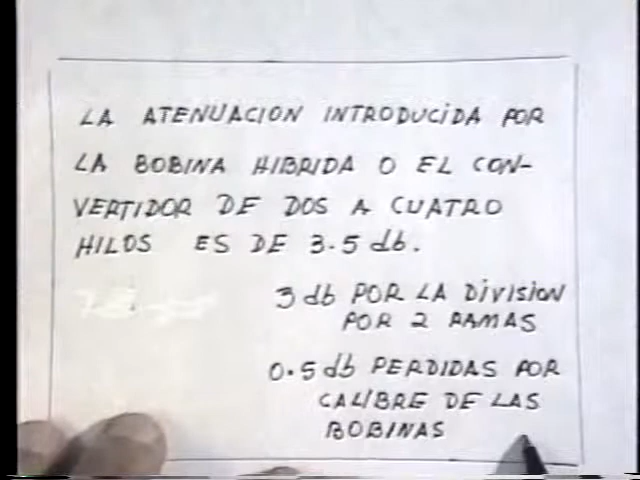 LA ATENUACION INTRODUCIDA POR
LA BOBINA HIBRIDA O EL CON-
VERTIDOR DE DOS A CUATRO
HILOS ES DE 3.5 db.
3 db POR LA DIVISION
POR 2 RAMAS
0.5 db PERDIDAS POR
CALIBRE DE LAS
BOBINAS